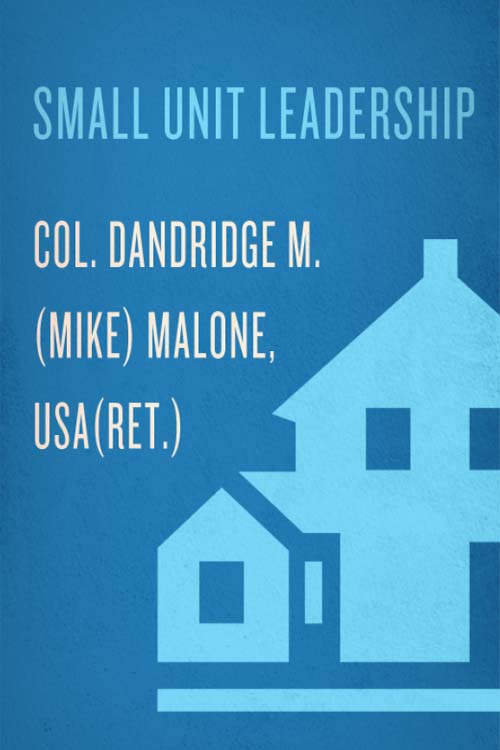 SMALL UNIT LEADERSHIP
COL. DANDRIDGE M.
(MIKE) MALONE,
USA(RET.)